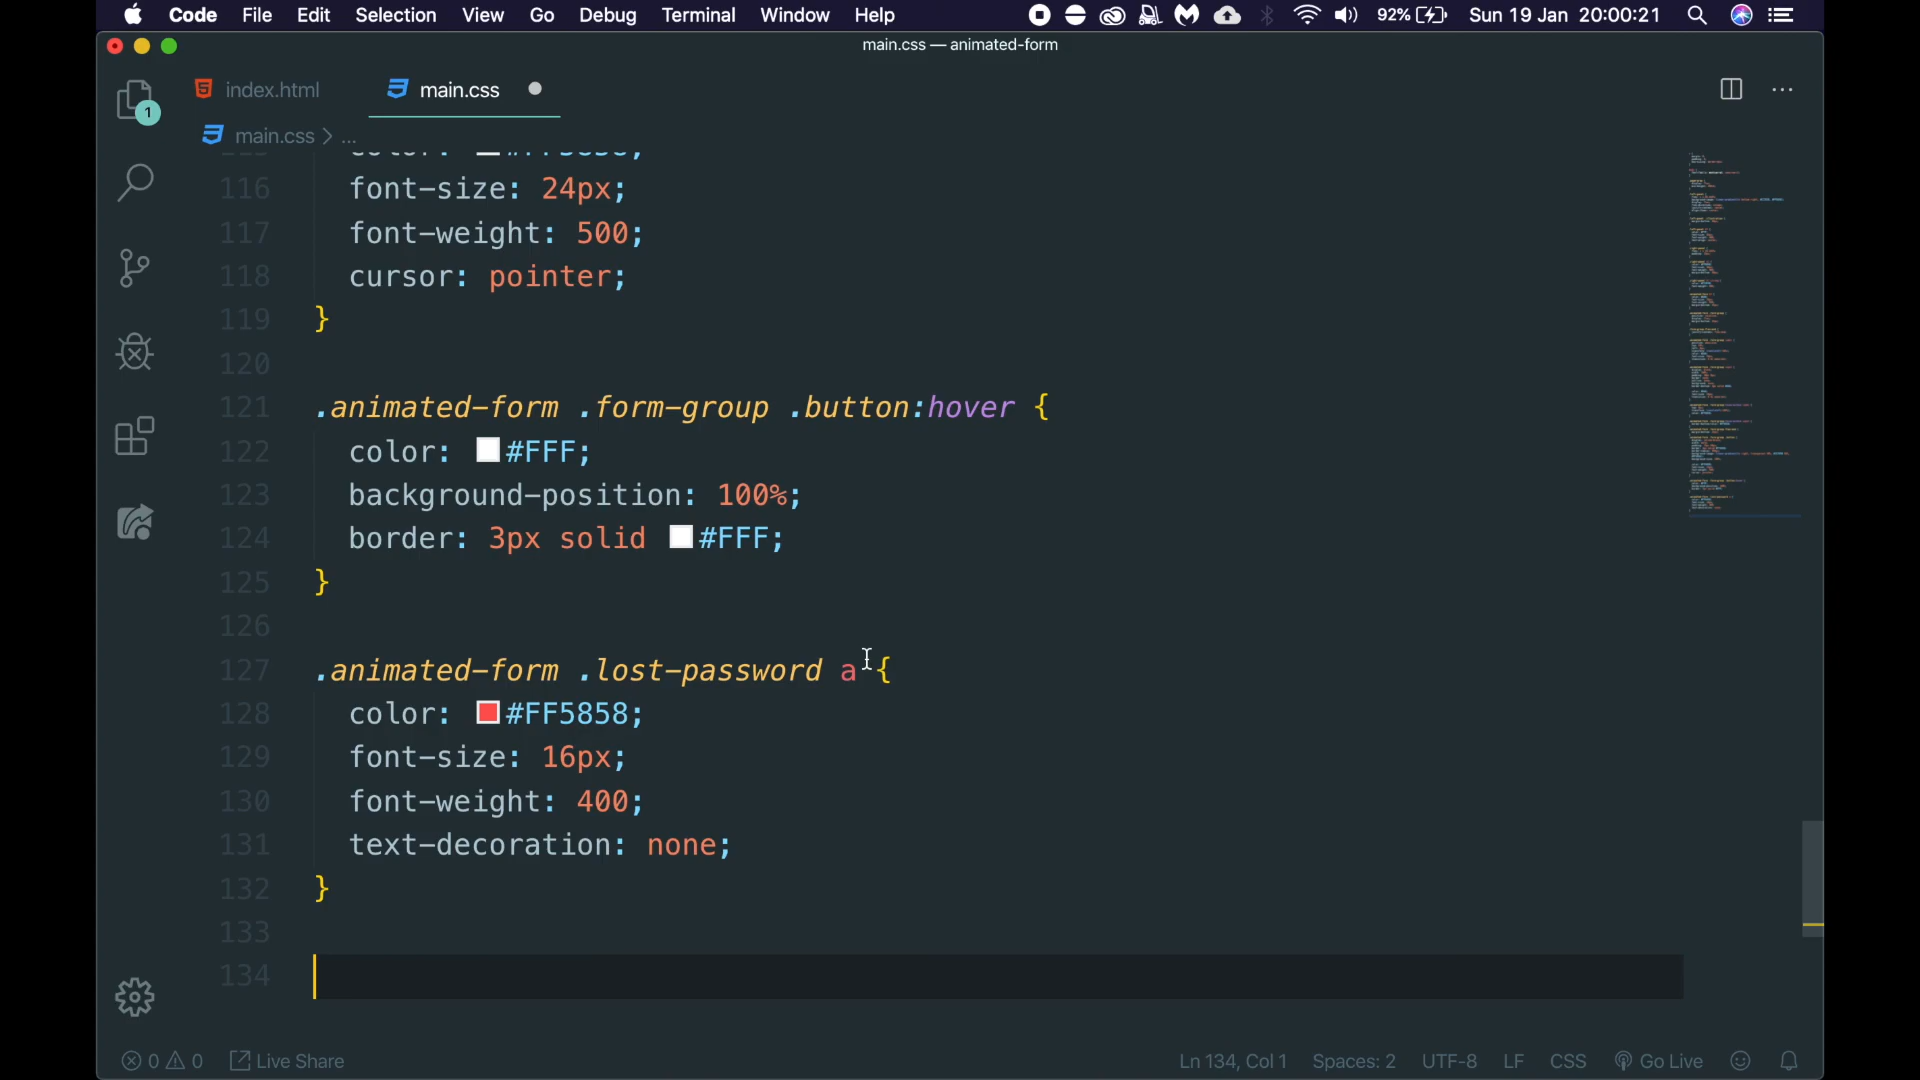 Code File Edit Selection View Go Debug Terminal Window Help 92% Sun 19 Jan 20:00:21
main.css — animated-form
index.html main.css
1
main.css > ...
116 font-size: 24px;
117 font-weight: 500;
118 cursor: pointer;
119 }
120
121 .animated-form .form-group .button:hover {
122 color: #FFF;
123 background-position: 100%;
124 border: 3px solid #FFF;
125 }
126
127 .animated-form .lost-password a {
128 color: #FF5858;
129 font-size: 16px;
130 font-weight: 400;
131 text-decoration: none;
132 }
133
134
0 0 Live Share Ln 134, Col 1 Spaces: 2 UTF-8 LF CSS Go Live